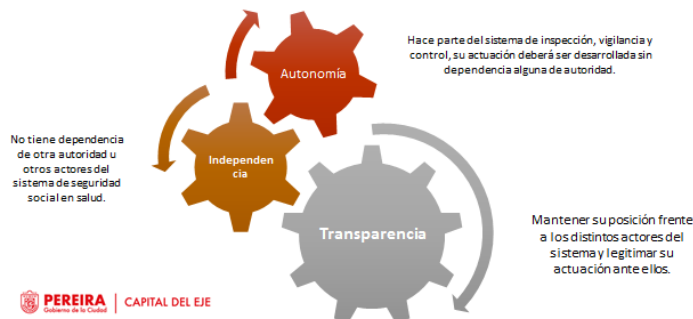 Autonomía
Hace parte del sistema de inspección, vigilancia y
control, su actuación deberá ser desarrollada sin
dependencia alguna de autoridad.
No tiene dependencia
de otra autoridad u
otros actores del
sistema de seguridad
social en salud.
Independen
cia
Transparencia
Mantener su posición frente
a los distintos actores del
sistema y legitimar su
actuación ante ellos.
PEREIRA
Gobierno de la Ciudad
CAPITAL DEL EJE